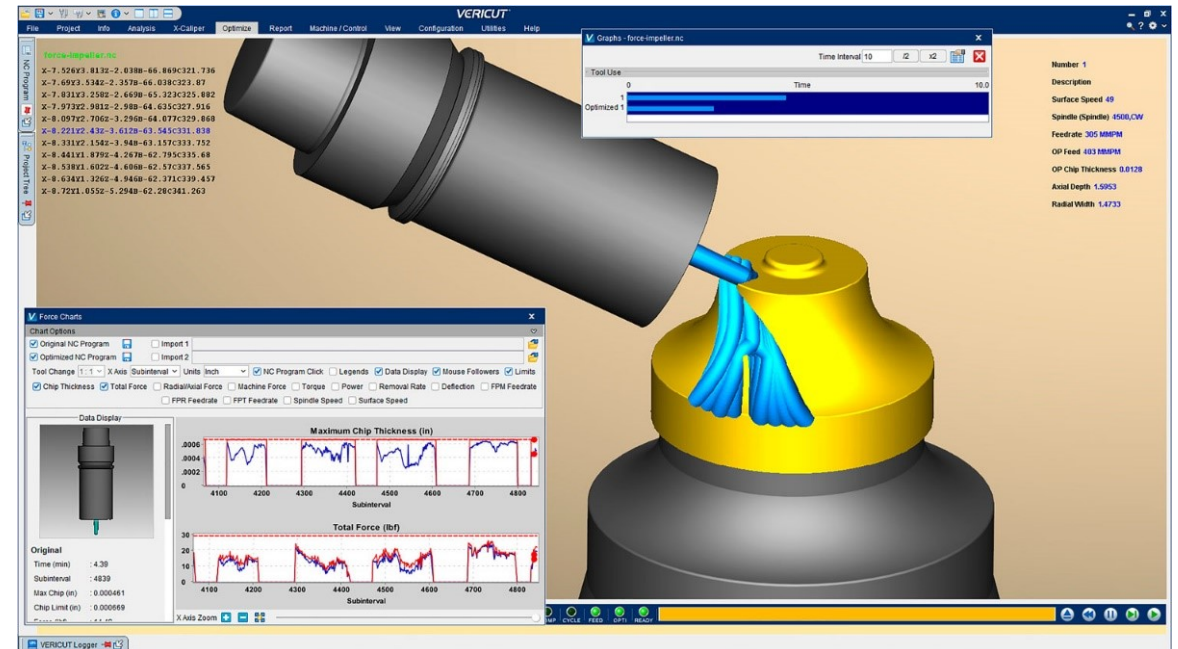 VERICUT
File Project Info Analysis X-Caliper Optimize Report Machine / Control View Configuration Utilities Help
NC Program
Project Tree
force-impeller.nc
X-7.526Y3.813Z-2.038B-66.869C321.736
X-7.69Y3.534Z-2.357B-66.038C323.87
X-7.831Y3.258Z-2.669B-65.323C325.882
X-7.973Y2.981Z-2.98B-64.635C327.916
X-8.097Y2.706Z-3.296B-64.077C329.868
X-8.221Y2.43Z-3.612B-63.545C331.838
X-8.331Y2.154Z-3.94B-63.157C333.752
X-8.441Y1.879Z-4.267B-62.795C335.68
X-8.538Y1.602Z-4.606B-62.57C337.565
X-8.634Y1.326Z-4.946B-62.371C339.457
X-8.72Y1.055Z-5.294B-62.28C341.263
Graphs - force-impeller.nc X
Time Interval 10 /2 x2
Tool Use
0 Time 10.0
1
Optimized 1
Number 1
Description
Surface Speed 49
Spindle (Spindle) 4500,CW
Feedrate 305 MMPM
OP Feed 403 MMPM
OP Chip Thickness 0.0128
Axial Depth 1.5953
Radial Width 1.4733
Force Charts X
Chart Options
Original NC Program Import 1
Optimized NC Program Import 2
Tool Change 1: 1 X Axis Subinterval Units Inch NC Program Click Legends Data Display Mouse Followers Limits
Chip Thickness Total Force Radial/Axial Force Machine Force Torque Power Removal Rate Deflection FPM Feedrate
FPR Feedrate FPT Feedrate Spindle Speed Surface Speed
Data Display
Original
Time (min) : 4.39
Subinterval : 4839
Max Chip (in) : 0.000461
Chip Limit (in) : 0.000669
Maximum Chip Thickness (in)
.0006
.0004
.0002
0
4100 4200 4300 4400 4500 4600 4700 4800
Subinterval
Total Force (lbf)
30
20
10
0
4100 4200 4300 4400 4500 4600 4700 4800
Subinterval
X Axis Zoom
CYCLE FEED OPTI READY
VERICUT Logger